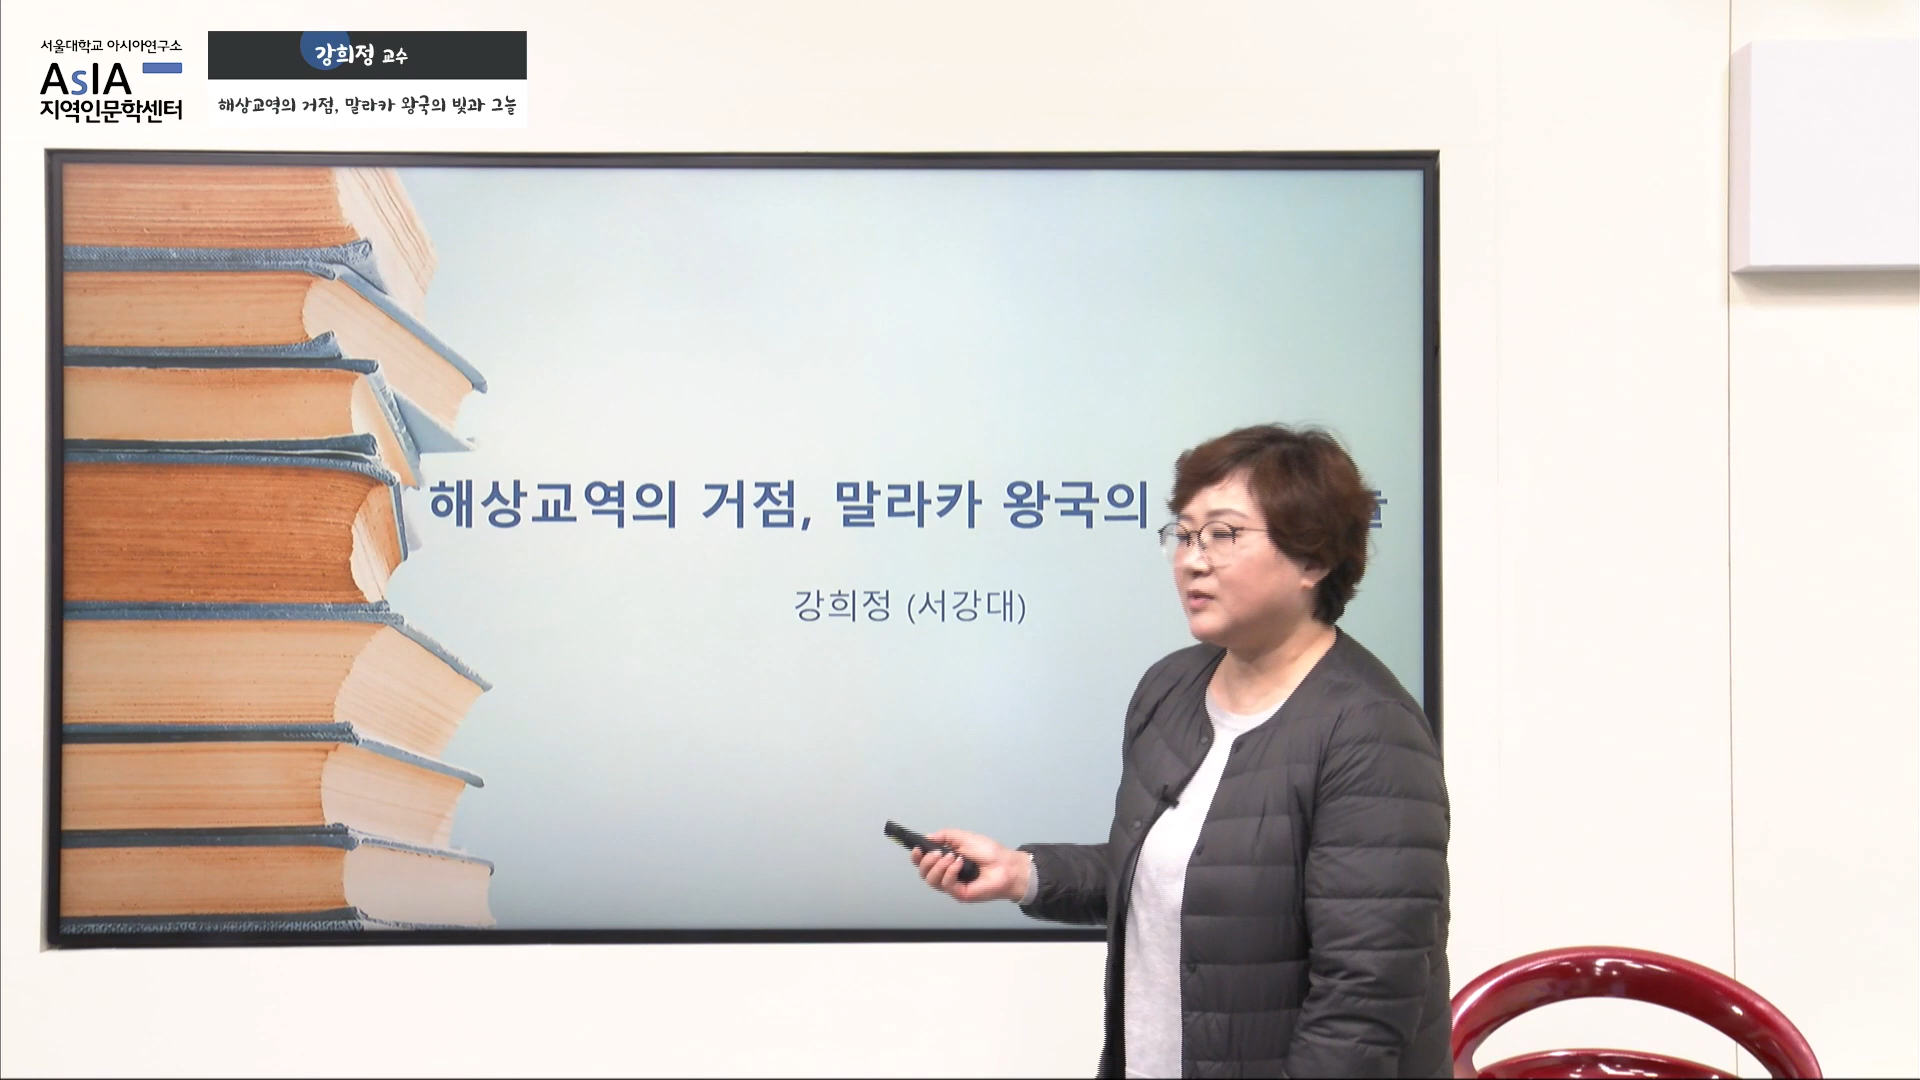 서울대학교 아시아연구소
AsIA
지역인문학센터
강희정 교수
해상교역의 거점, 말라카 왕국의 빛과 그늘
해상교역의 거점, 말라카 왕국의
강희정 (서강대)